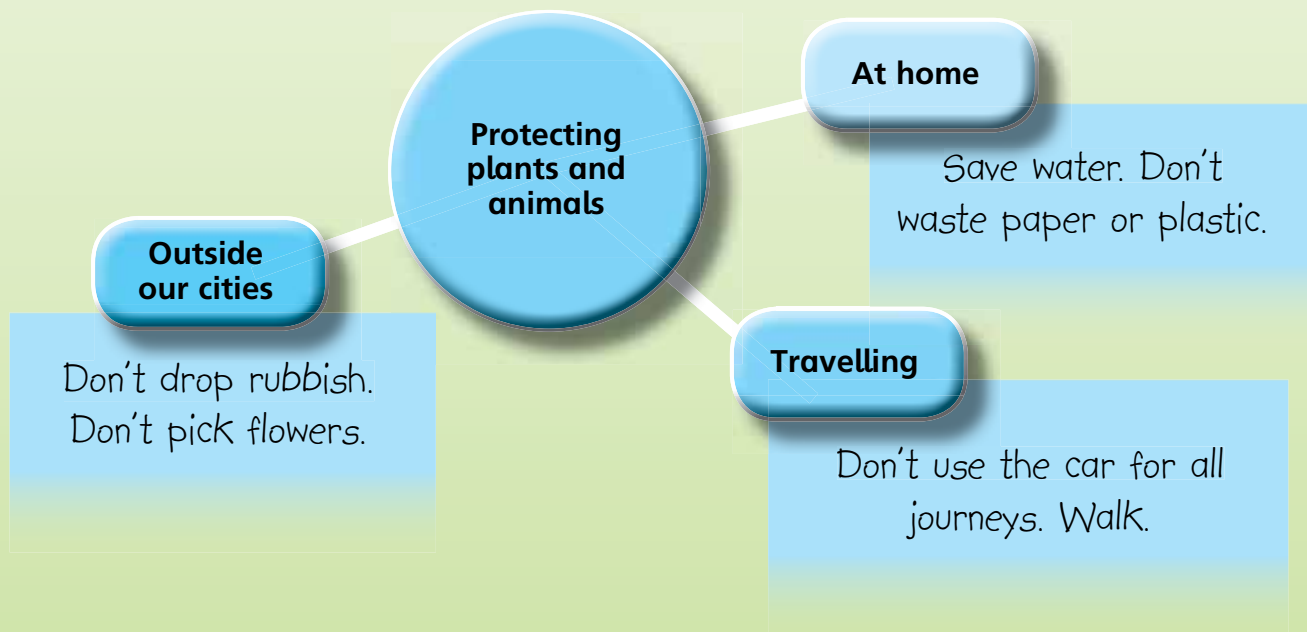 Protecting
plants and
animals
At home
Save water. Don't
waste paper or plastic.
Outside
our cities
Don't drop rubbish.
Don't pick flowers.
Travelling
Don't use the car for all
journeys. Walk.